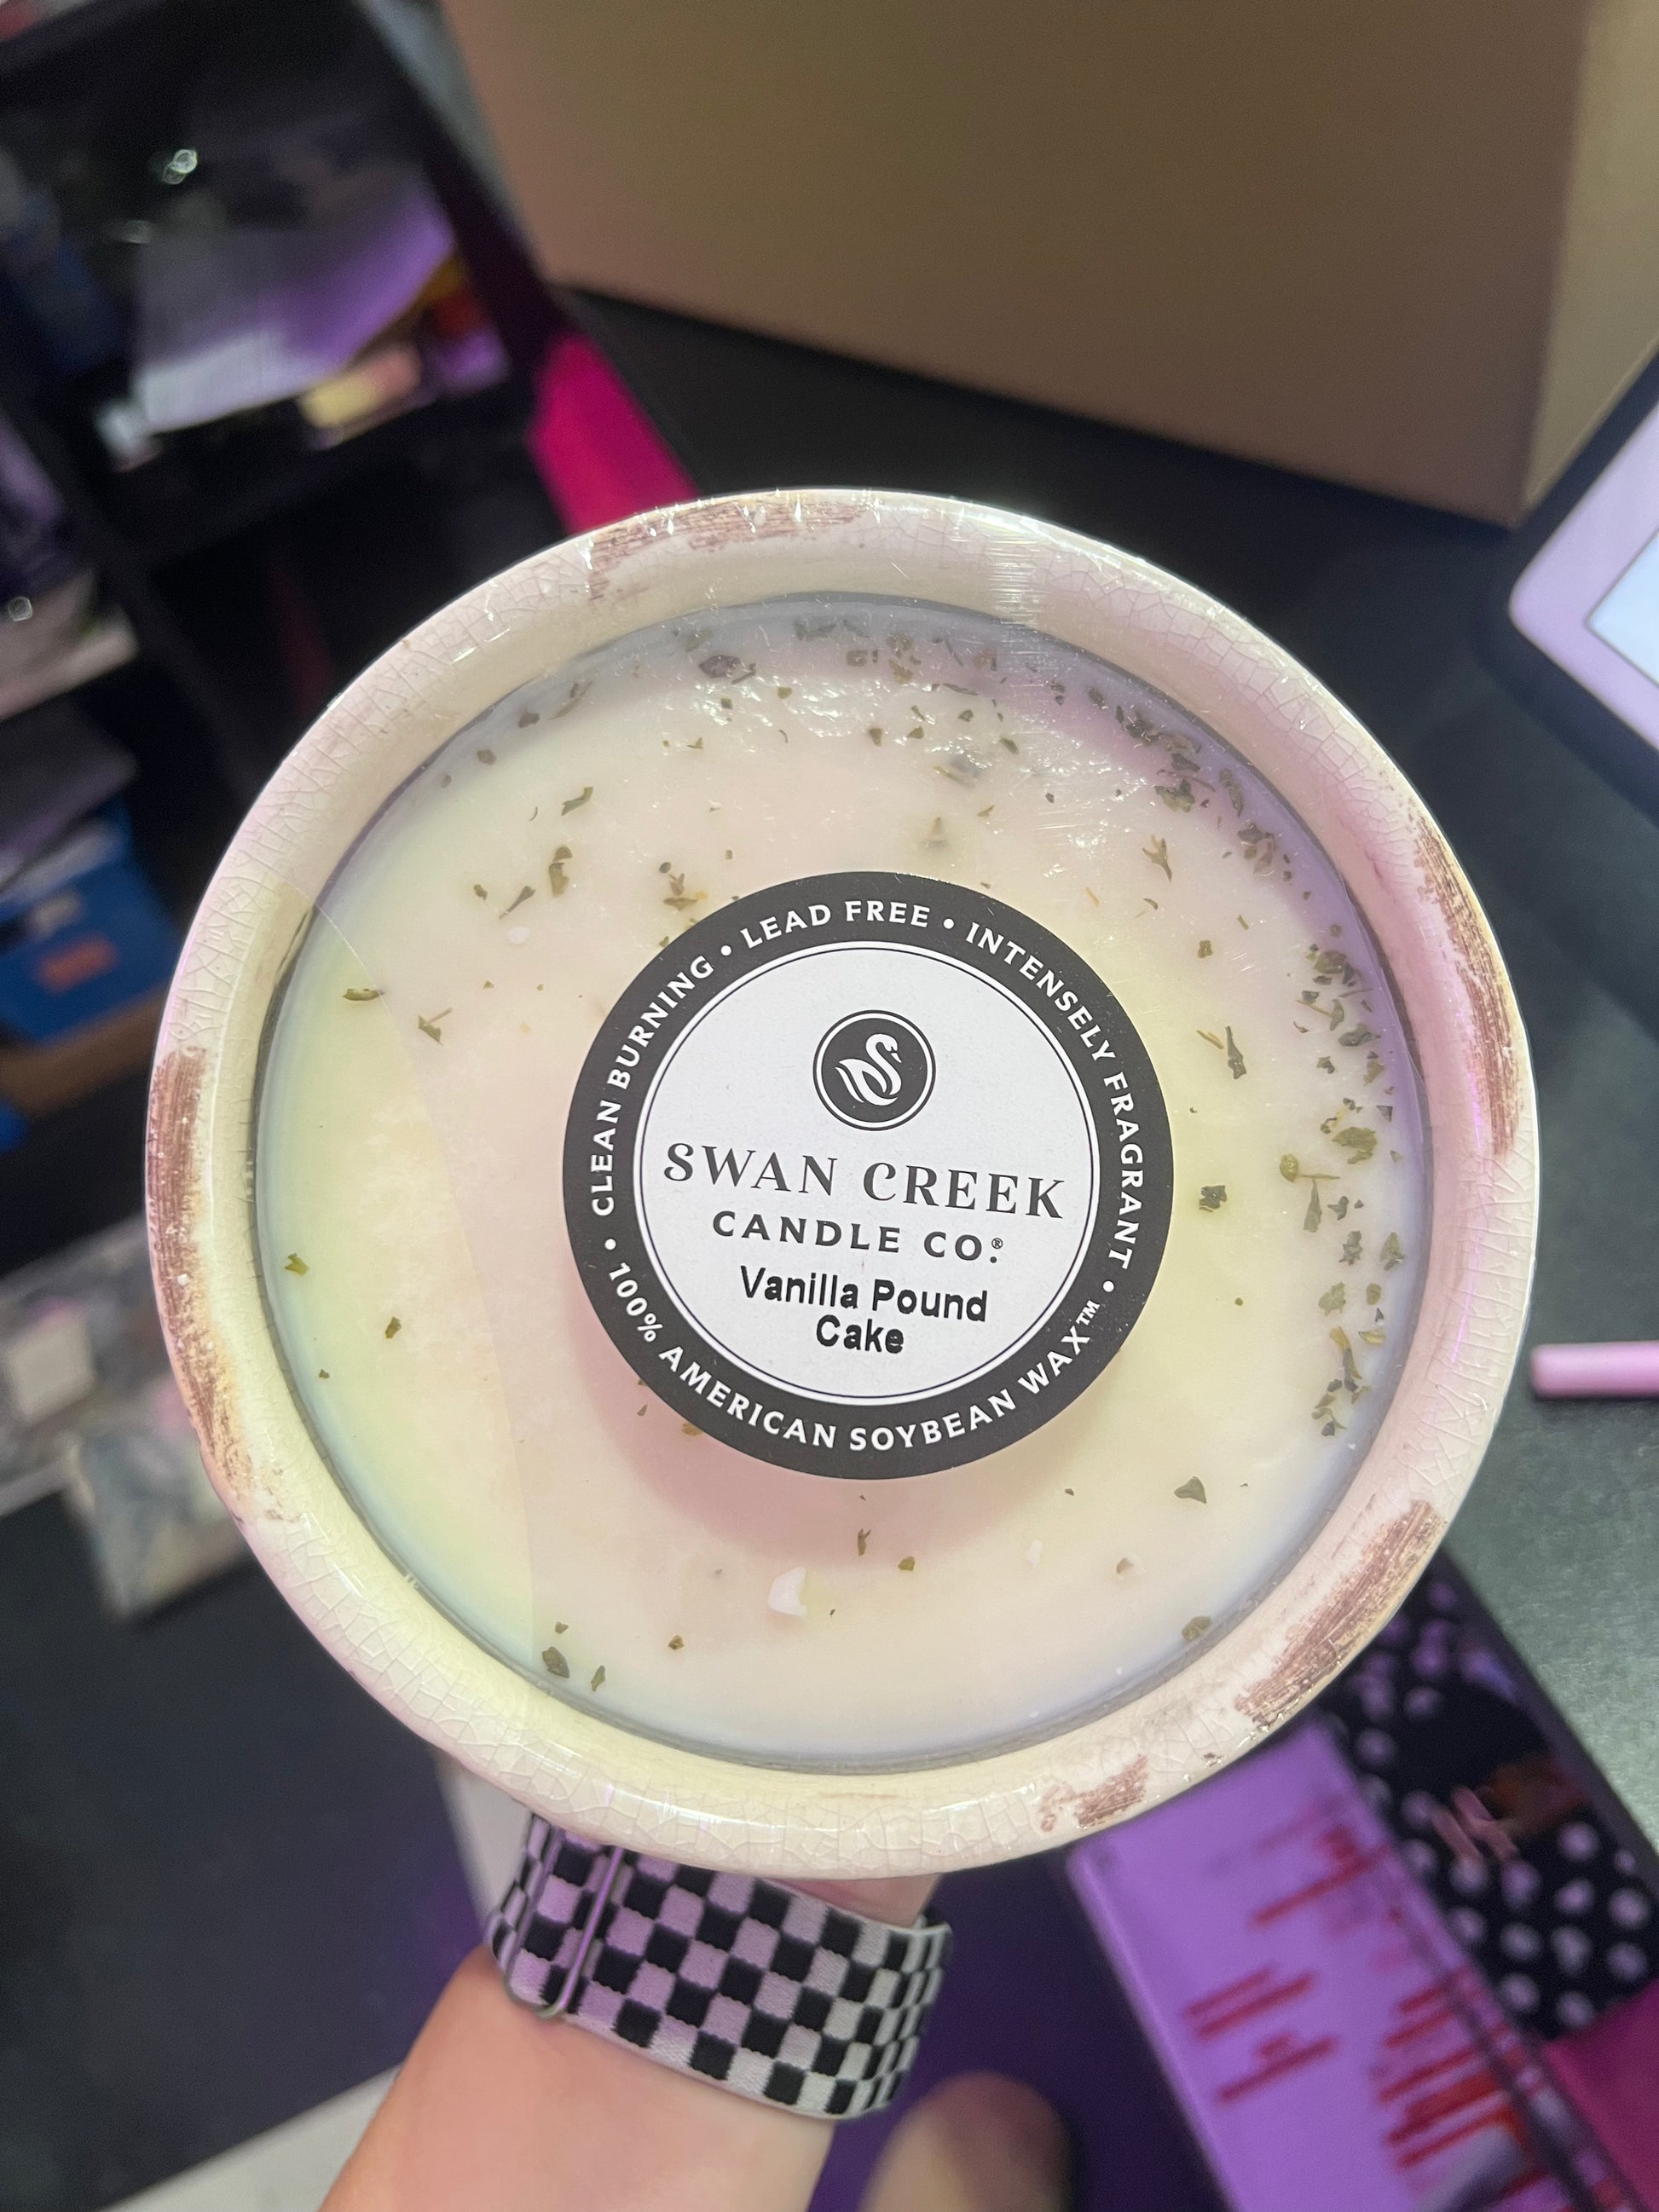 • CLEAN BURNING • LEAD FREE • INTENSELY FRAGRANT •
SWAN CREEK
CANDLE CO.®
Vanilla Pound
Cake
100% AMERICAN SOYBEAN WAX™